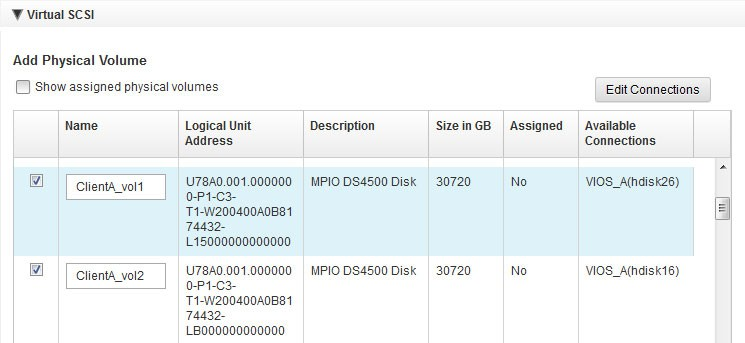 Virtual SCSI
Add Physical Volume
Show assigned physical volumes
Edit Connections
Name
Logical Unit
Address
Description
Size in GB
Assigned
Available
Connections
ClientA_vol1
U78A0.001.000000
0-P1-C3-
T1-W200400A0B81
74432-
L15000000000000
MPIO DS4500 Disk
30720
No
VIOS_A(hdisk26)
ClientA_vol2
U78A0.001.000000
0-P1-C3-
T1-W200400A0B81
74432-
LB000000000000
MPIO DS4500 Disk
30720
No
VIOS_A(hdisk16)